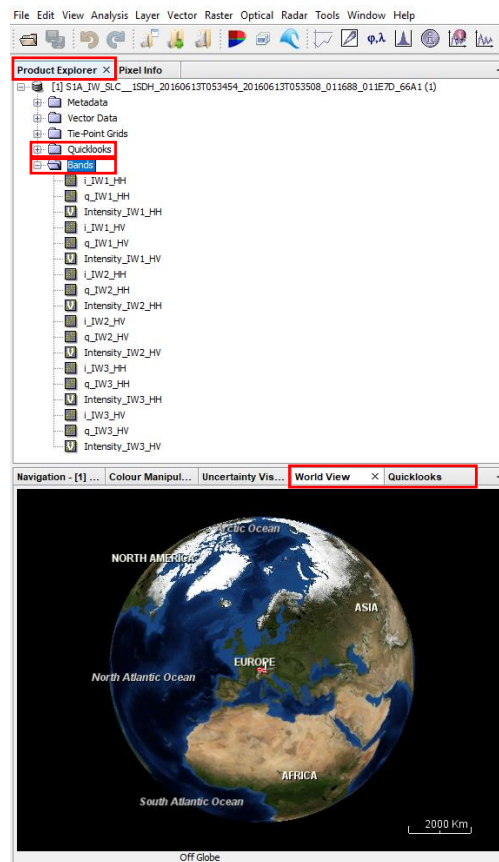 File Edit View Analysis Layer Vector Raster Optical Radar Tools Window Help
φ,λ
Product Explorer × Pixel Info
[1] S1A_IW_SLC__1SDH_20160613T053454_20160613T053508_011688_011E7D_66A1 (1)
Metadata
Vector Data
Tie-Point Grids
Quicklooks
Bands
i_IW1_HH
q_IW1_HH
Intensity_IW1_HH
i_IW1_HV
q_IW1_HV
Intensity_IW1_HV
i_IW2_HH
q_IW2_HH
Intensity_IW2_HH
i_IW2_HV
q_IW2_HV
Intensity_IW2_HV
i_IW3_HH
q_IW3_HH
Intensity_IW3_HH
i_IW3_HV
q_IW3_HV
Intensity_IW3_HV
Navigation - [1] ... Colour Manipul... Uncertainty Vis... World View × Quicklooks
Arctic Ocean
NORTH AMERICA
ASIA
EUROPE
North Atlantic Ocean
AFRICA
South Atlantic Ocean
2000 Km
Off Globe